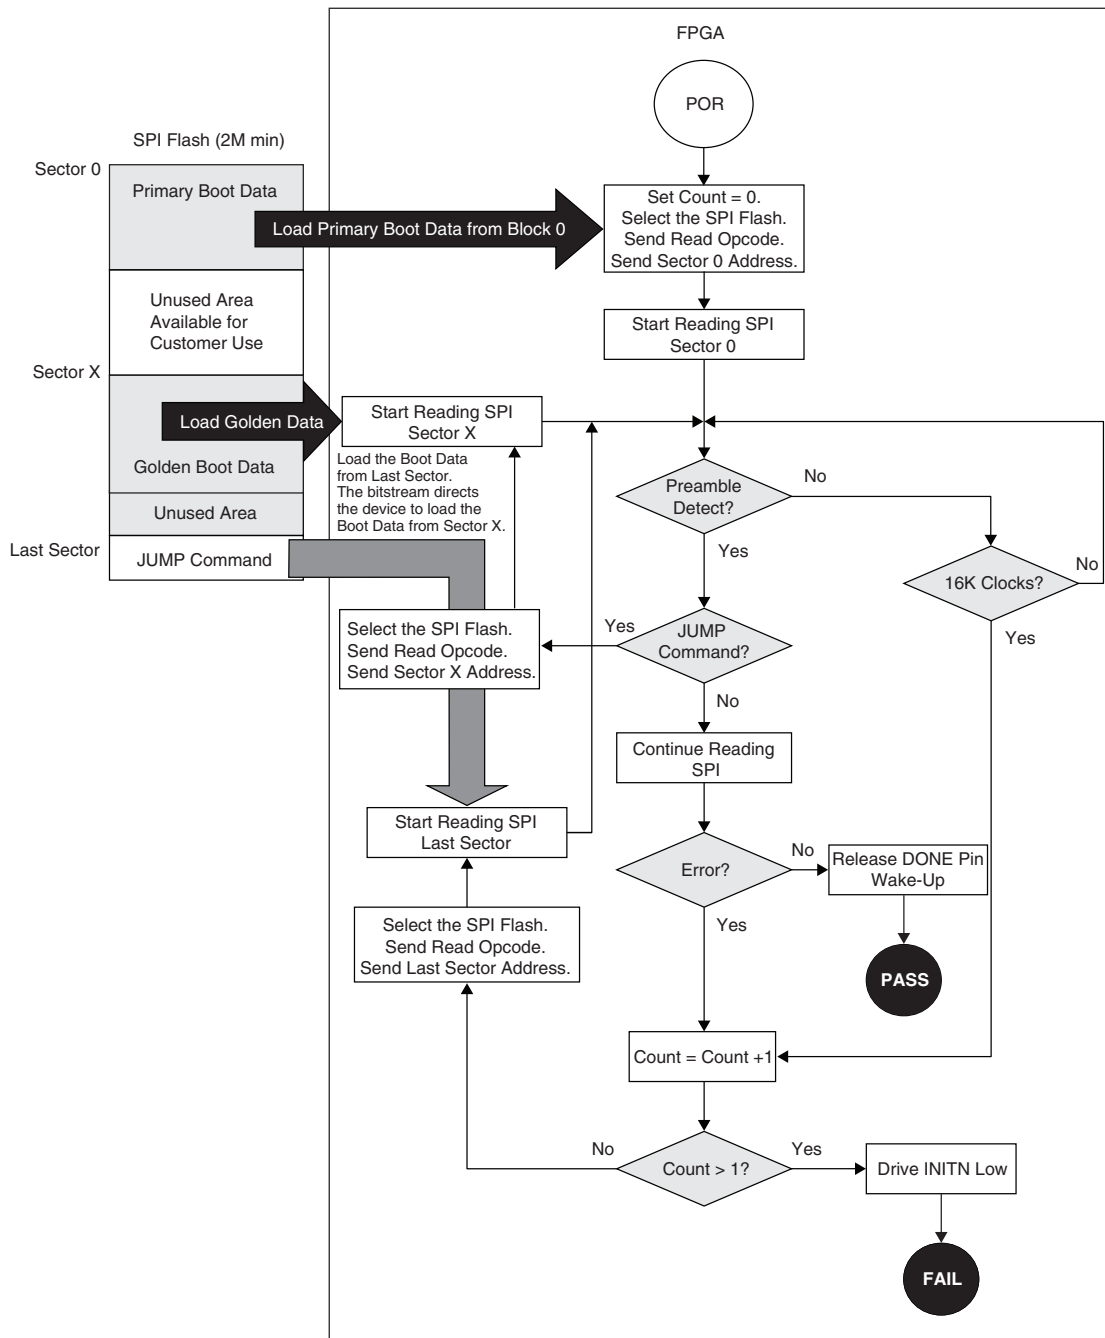 FPGA
POR
SPI Flash (2M min)
Sector 0
Primary Boot Data
Load Primary Boot Data from Block 0
Set Count = 0.
Select the SPI Flash.
Send Read Opcode.
Send Sector 0 Address.
Unused Area
Available for
Customer Use
Start Reading SPI
Sector 0
Sector X
Load Golden Data
Start Reading SPI
Sector X
Golden Boot Data
Load the Boot Data
from Last Sector.
The bitstream directs
the device to load the
Boot Data from Sector X.
Preamble
Detect?
No
Unused Area
Yes
Last Sector
JUMP Command
16K Clocks?
No
Yes
Select the SPI Flash.
Send Read Opcode.
Send Sector X Address.
Yes
JUMP
Command?
No
Continue Reading
SPI
Start Reading SPI
Last Sector
Error?
No
Release DONE Pin
Wake-Up
Yes
Select the SPI Flash.
Send Read Opcode.
Send Last Sector Address.
PASS
Count = Count +1
No
Count > 1?
Yes
Drive INITN Low
FAIL